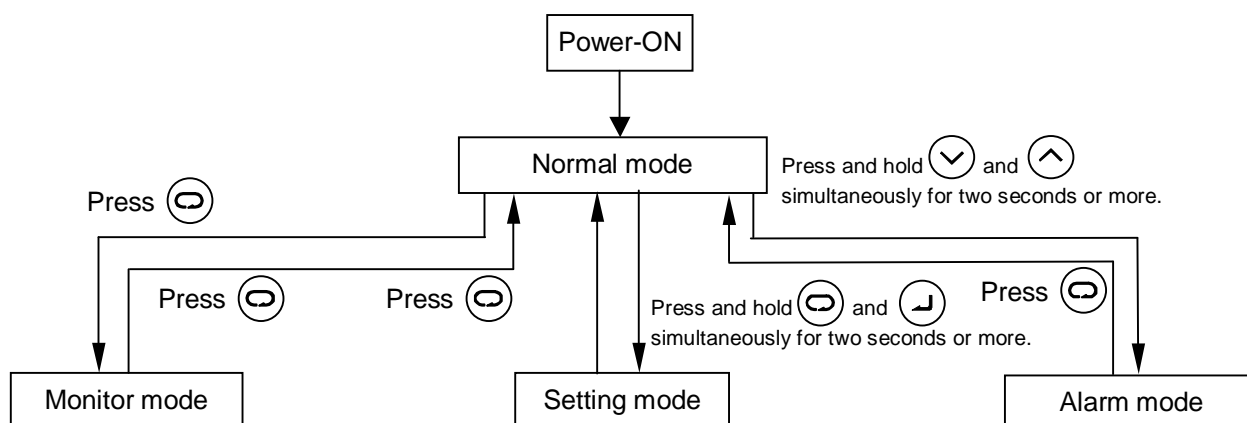 Power-ON
Normal mode
Press and hold and
simultaneously for two seconds or more.
Press
Press
Press
Press and hold and
simultaneously for two seconds or more.
Press
Monitor mode
Setting mode
Alarm mode